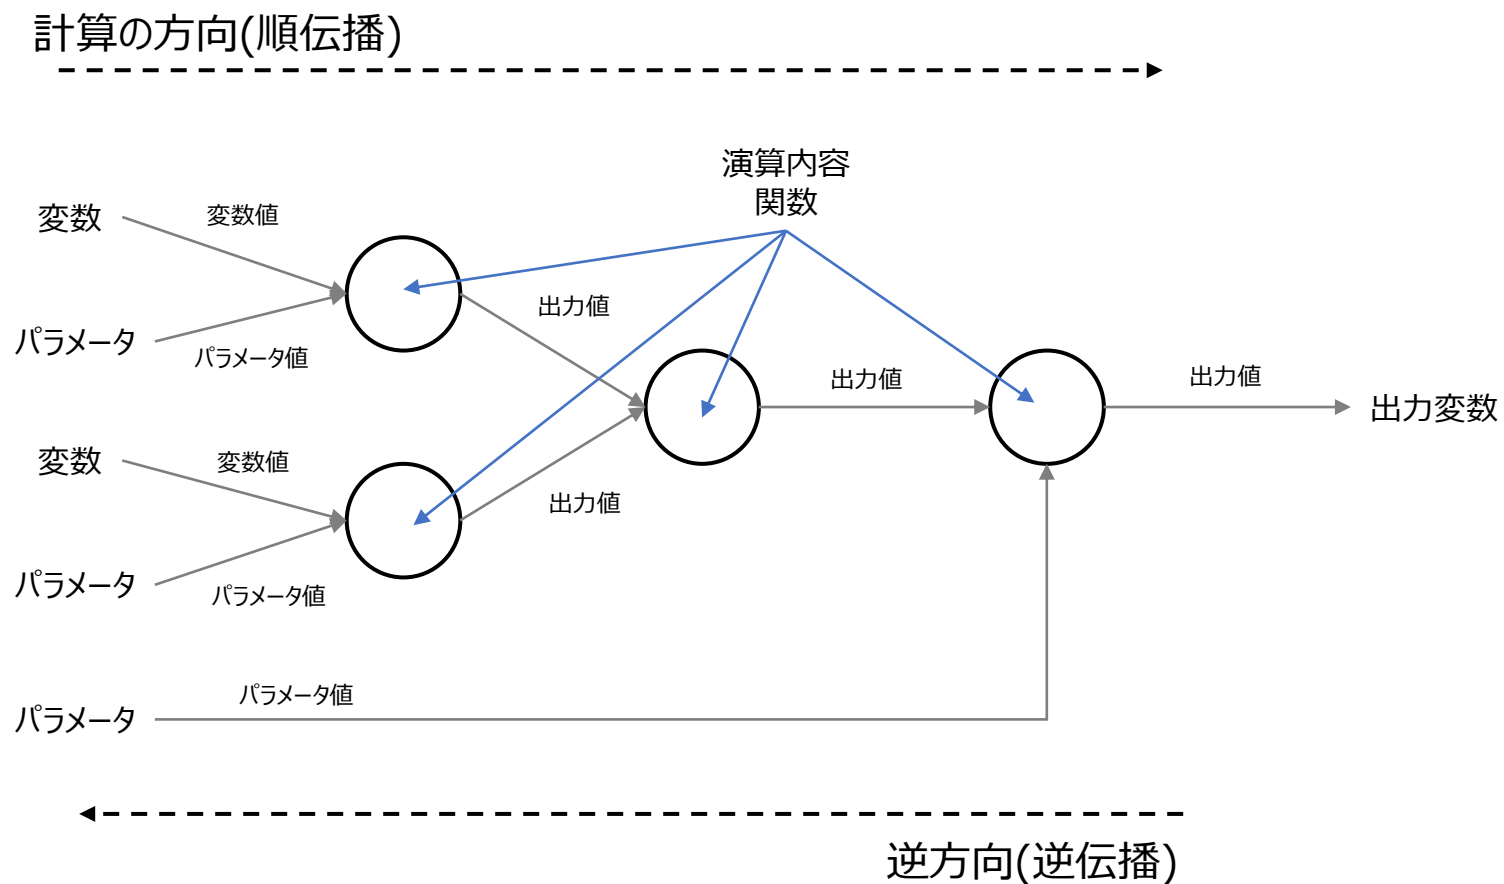 計算の方向(順伝播)
演算内容
関数
変数
変数値
パラメータ
パラメータ値
出力値
変数
変数値
パラメータ
パラメータ値
出力値
出力値
出力値
出力変数
パラメータ
パラメータ値
逆方向(逆伝播)